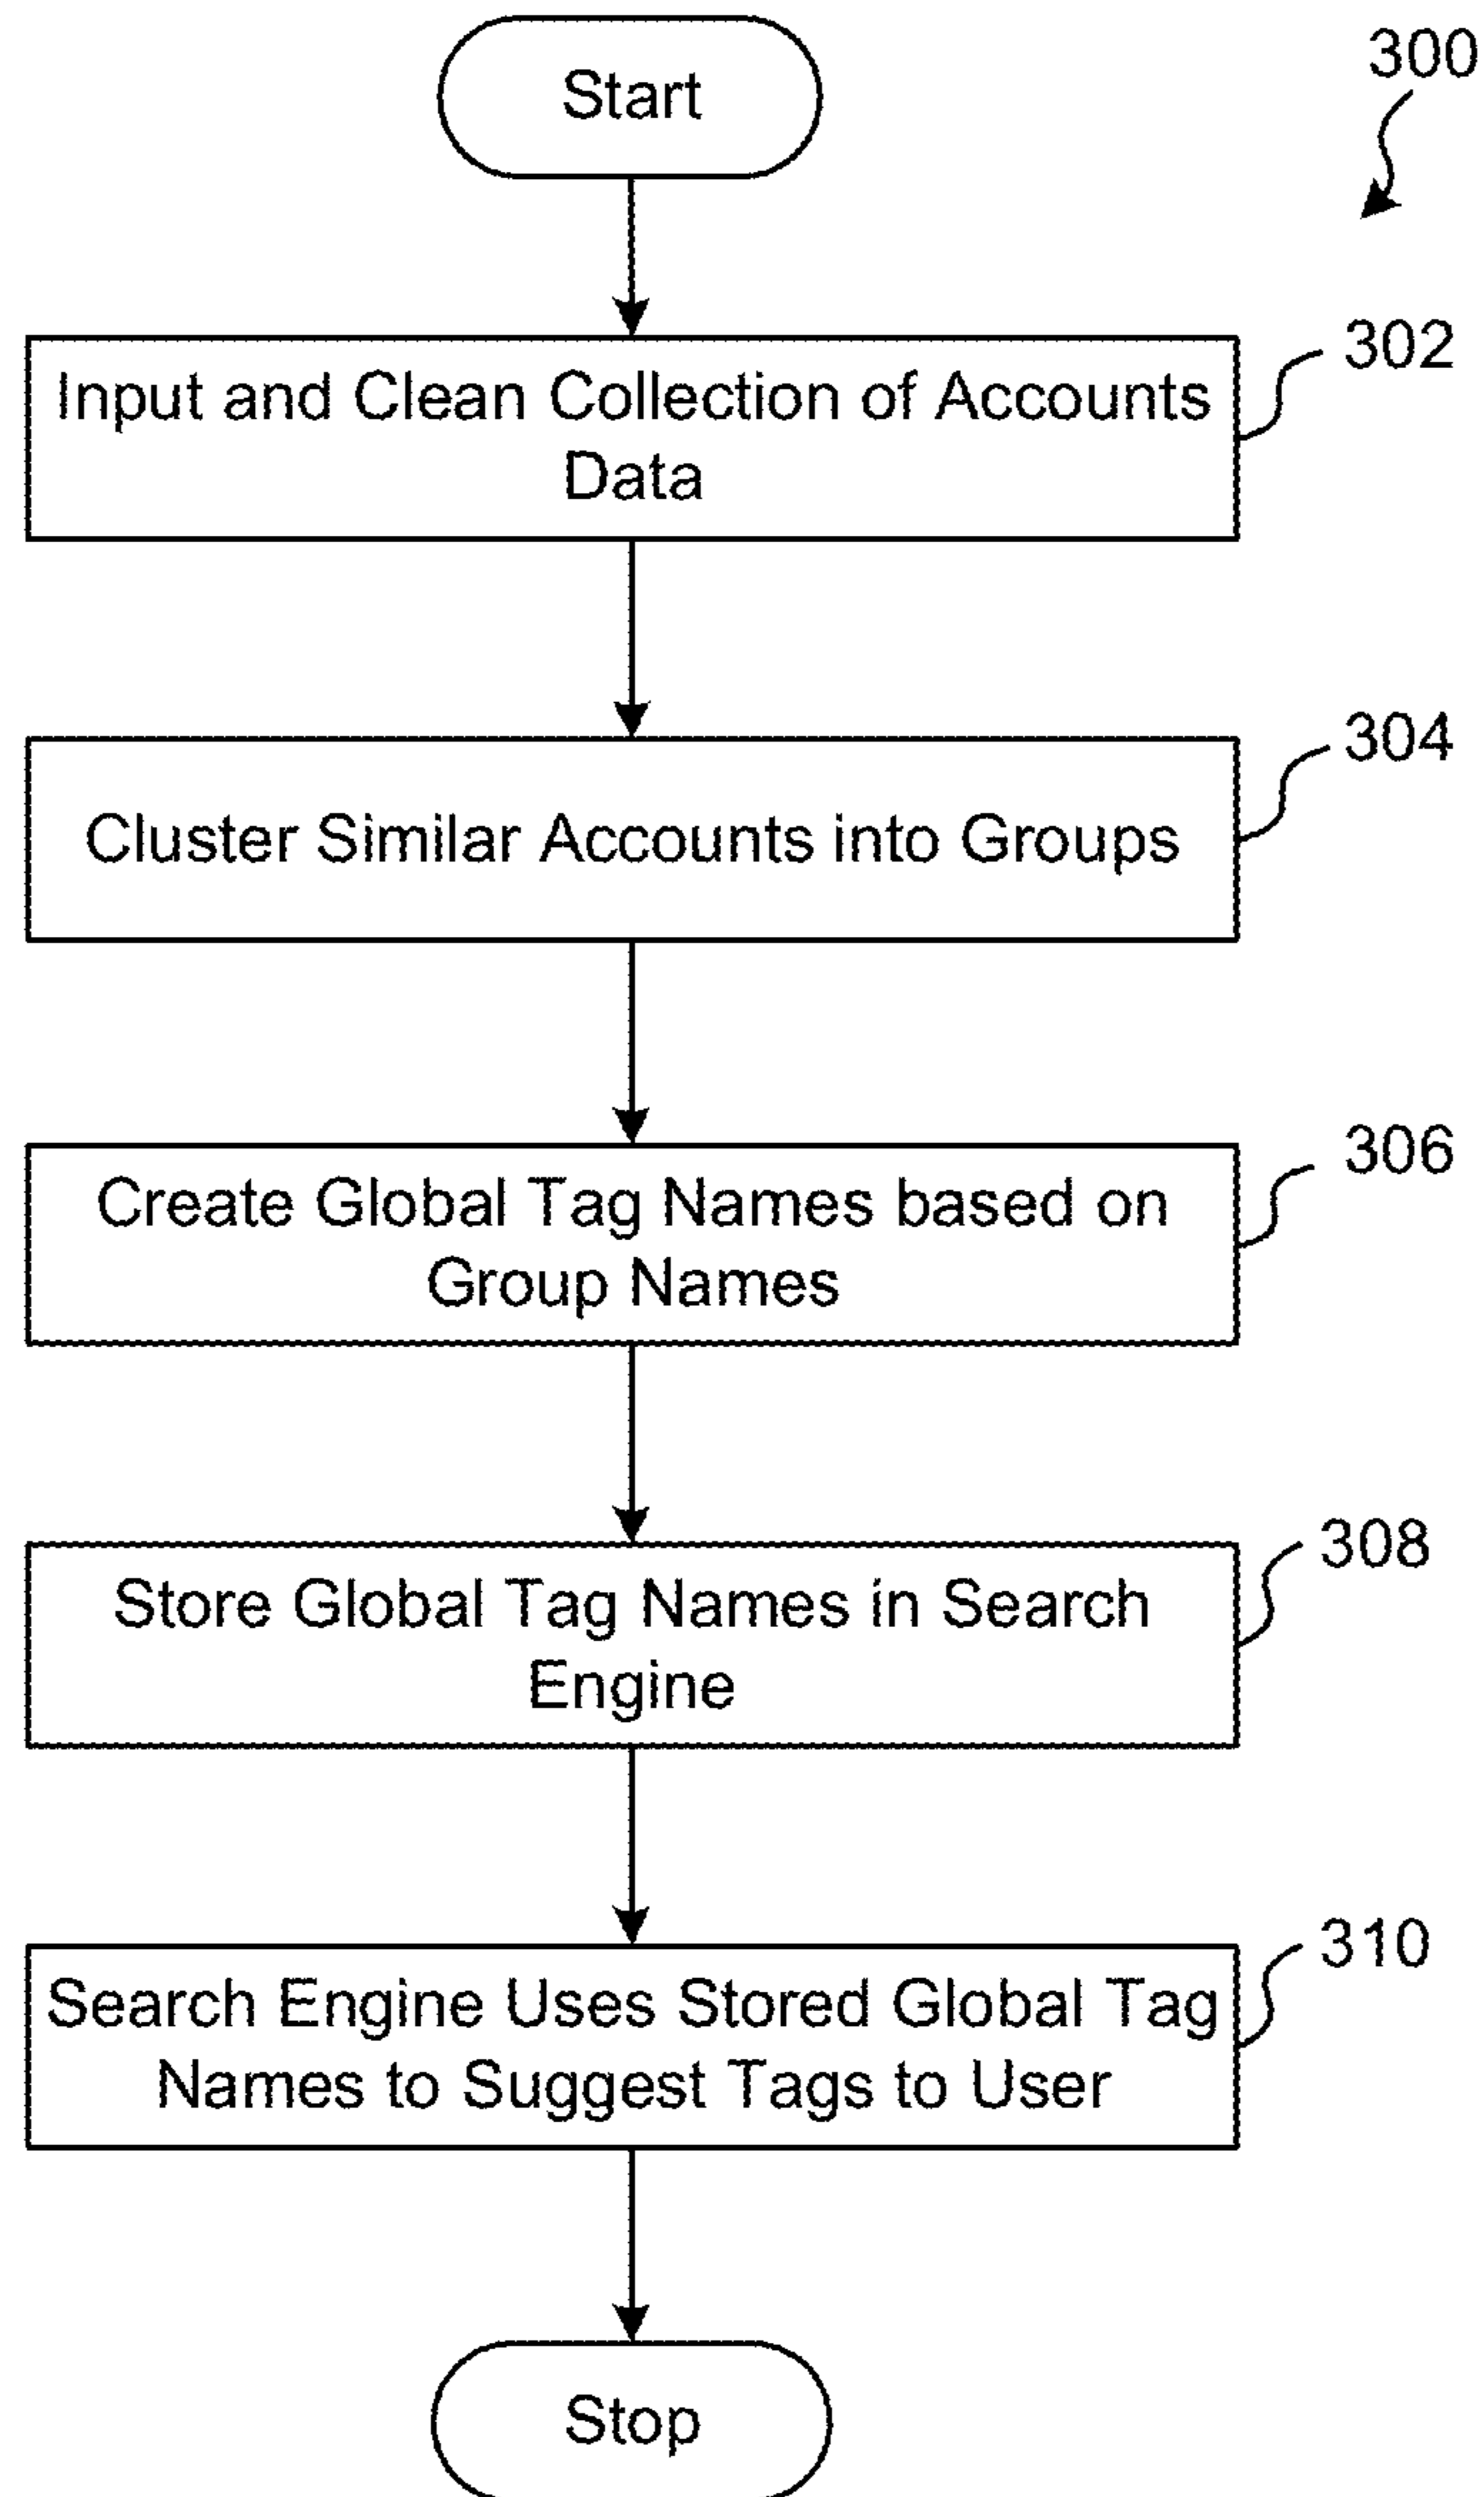 Start
300
302
Input and Clean Collection of Accounts
Data
304
Cluster Similar Accounts into Groups
306
Create Global Tag Names based on
Group Names
308
Store Global Tag Names in Search
Engine
310
Search Engine Uses Stored Global Tag
Names to Suggest Tags to User
Stop